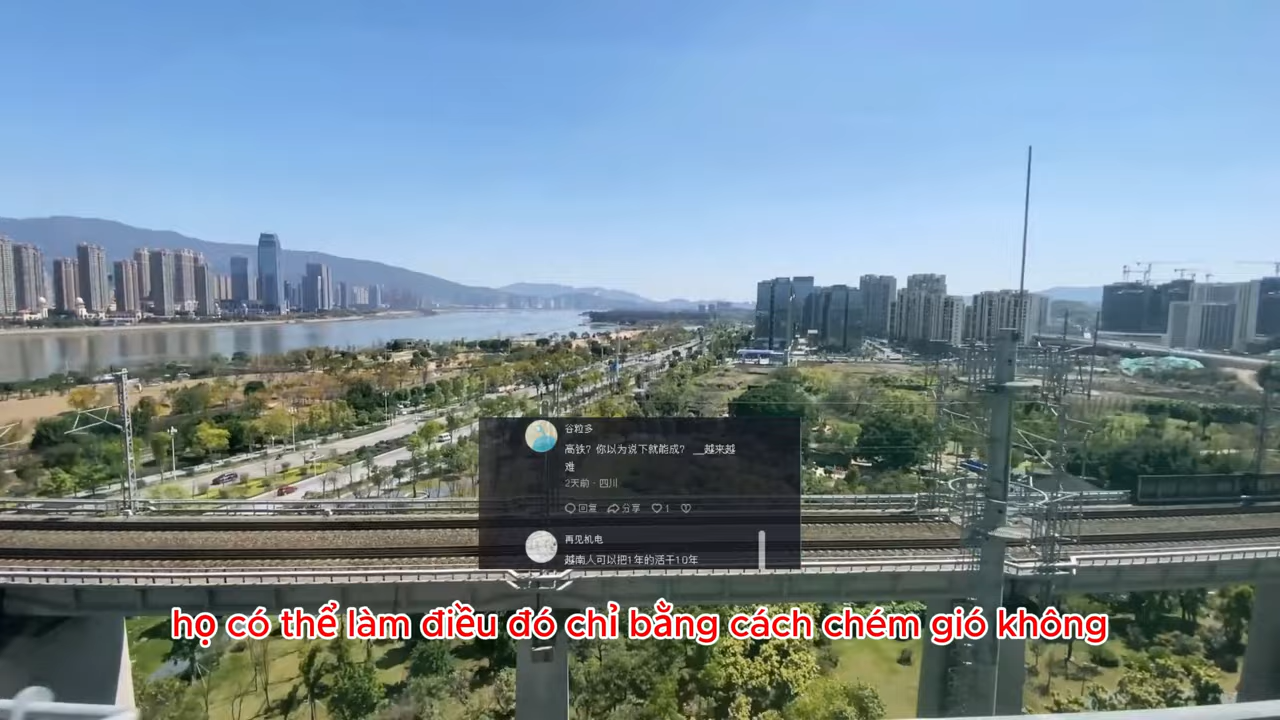 谷粒多
高铁？你以为说下就能成？__越来越
难
2天前 · 四川
回复 分享 1
再见机电
越南人可以把1年的活干10年
họ có thể làm điều đó chỉ bằng cách chém gió không